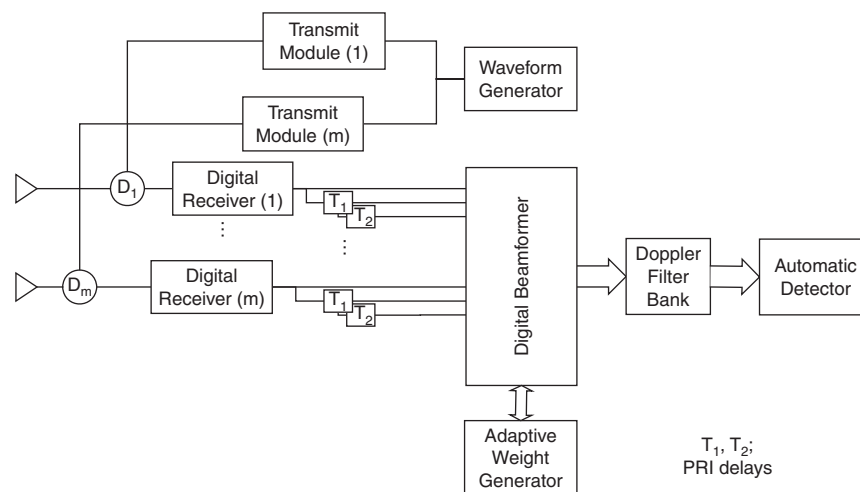 Transmit
Module (1)
Waveform
Generator
Transmit
Module (m)
D1
Digital
Receiver (1)
T1
T2
⋮
⋮
Dm
Digital
Receiver (m)
T1
T2
Digital Beamformer
Doppler
Filter
Bank
Automatic
Detector
Adaptive
Weight
Generator
T1, T2;
PRI delays